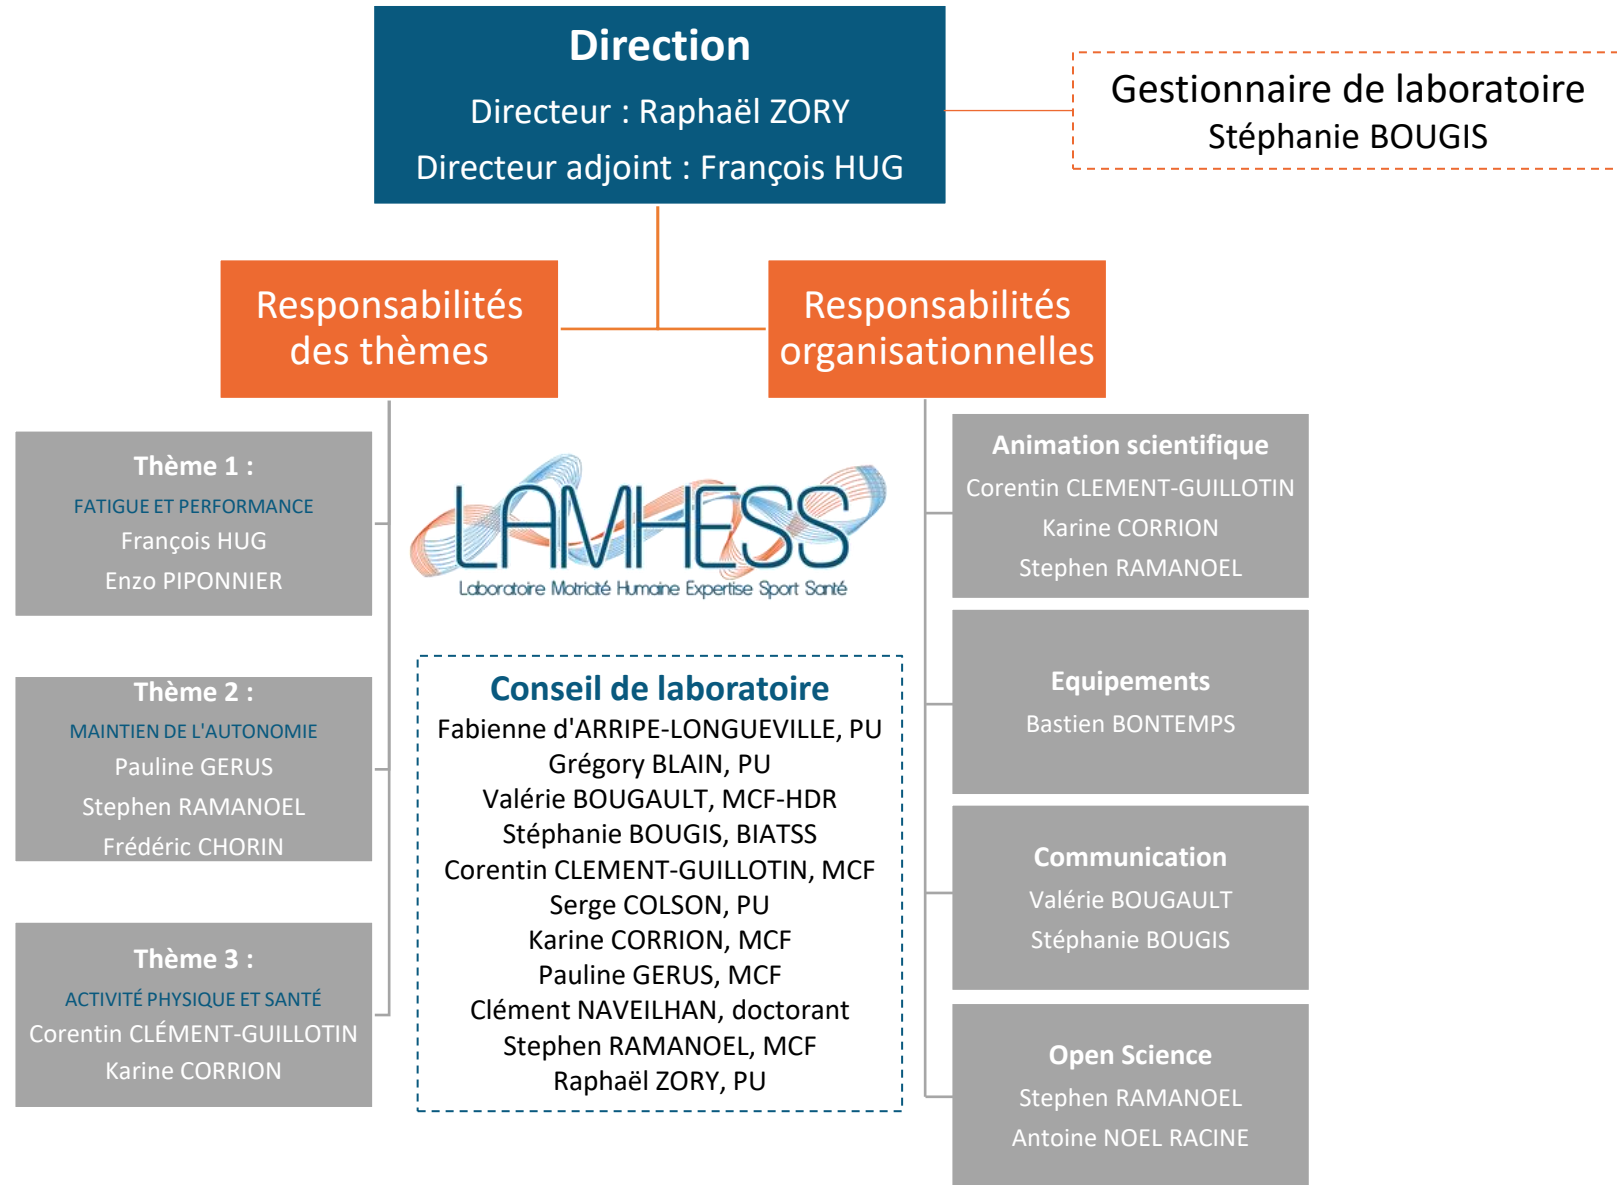 Direction
Directeur : Raphaël ZORY
Directeur adjoint : François HUG
Gestionnaire de laboratoire
Stéphanie BOUGIS
Responsabilités
des thèmes
Responsabilités
organisationnelles
Thème 1 :
FATIGUE ET PERFORMANCE
François HUG
Enzo PIPONNIER
Thème 2 :
MAINTIEN DE L'AUTONOMIE
Pauline GERUS
Stephen RAMANOEL
Frédéric CHORIN
Thème 3 :
ACTIVITÉ PHYSIQUE ET SANTÉ
Corentin CLÉMENT-GUILLOTIN
Karine CORRION
LAMHESS
Laboratoire Motricité Humaine Expertise Sport Santé
Conseil de laboratoire
Fabienne d'ARRIPE-LONGUEVILLE, PU
Grégory BLAIN, PU
Valérie BOUGAULT, MCF-HDR
Stéphanie BOUGIS, BIATSS
Corentin CLEMENT-GUILLOTIN, MCF
Serge COLSON, PU
Karine CORRION, MCF
Pauline GERUS, MCF
Clément NAVEILHAN, doctorant
Stephen RAMANOEL, MCF
Raphaël ZORY, PU
Animation scientifique
Corentin CLEMENT-GUILLOTIN
Karine CORRION
Stephen RAMANOEL
Equipements
Bastien BONTEMPS
Communication
Valérie BOUGAULT
Stéphanie BOUGIS
Open Science
Stephen RAMANOEL
Antoine NOEL RACINE